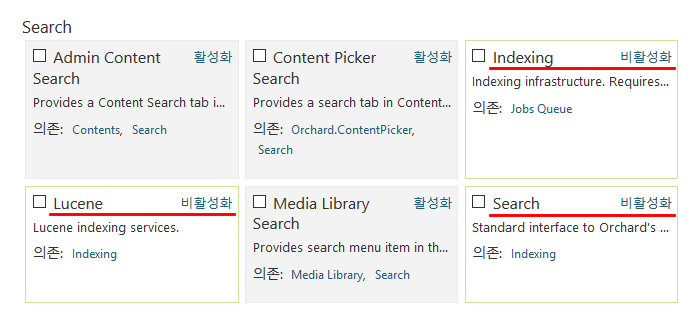 Search
Admin Content 활성화
Search
Provides a Content Search tab i...
의존: Contents, Search
Content Picker 활성화
Search
Provides a search tab in Content...
의존: Orchard.ContentPicker,
Search
Indexing 비활성화
Indexing infrastructure. Requires...
의존: Jobs Queue
Lucene 비활성화
Lucene indexing services.
의존: Indexing
Media Library 활성화
Search
Provides search menu item in th...
의존: Media Library, Search
Search 비활성화
Standard interface to Orchard's ...
의존: Indexing